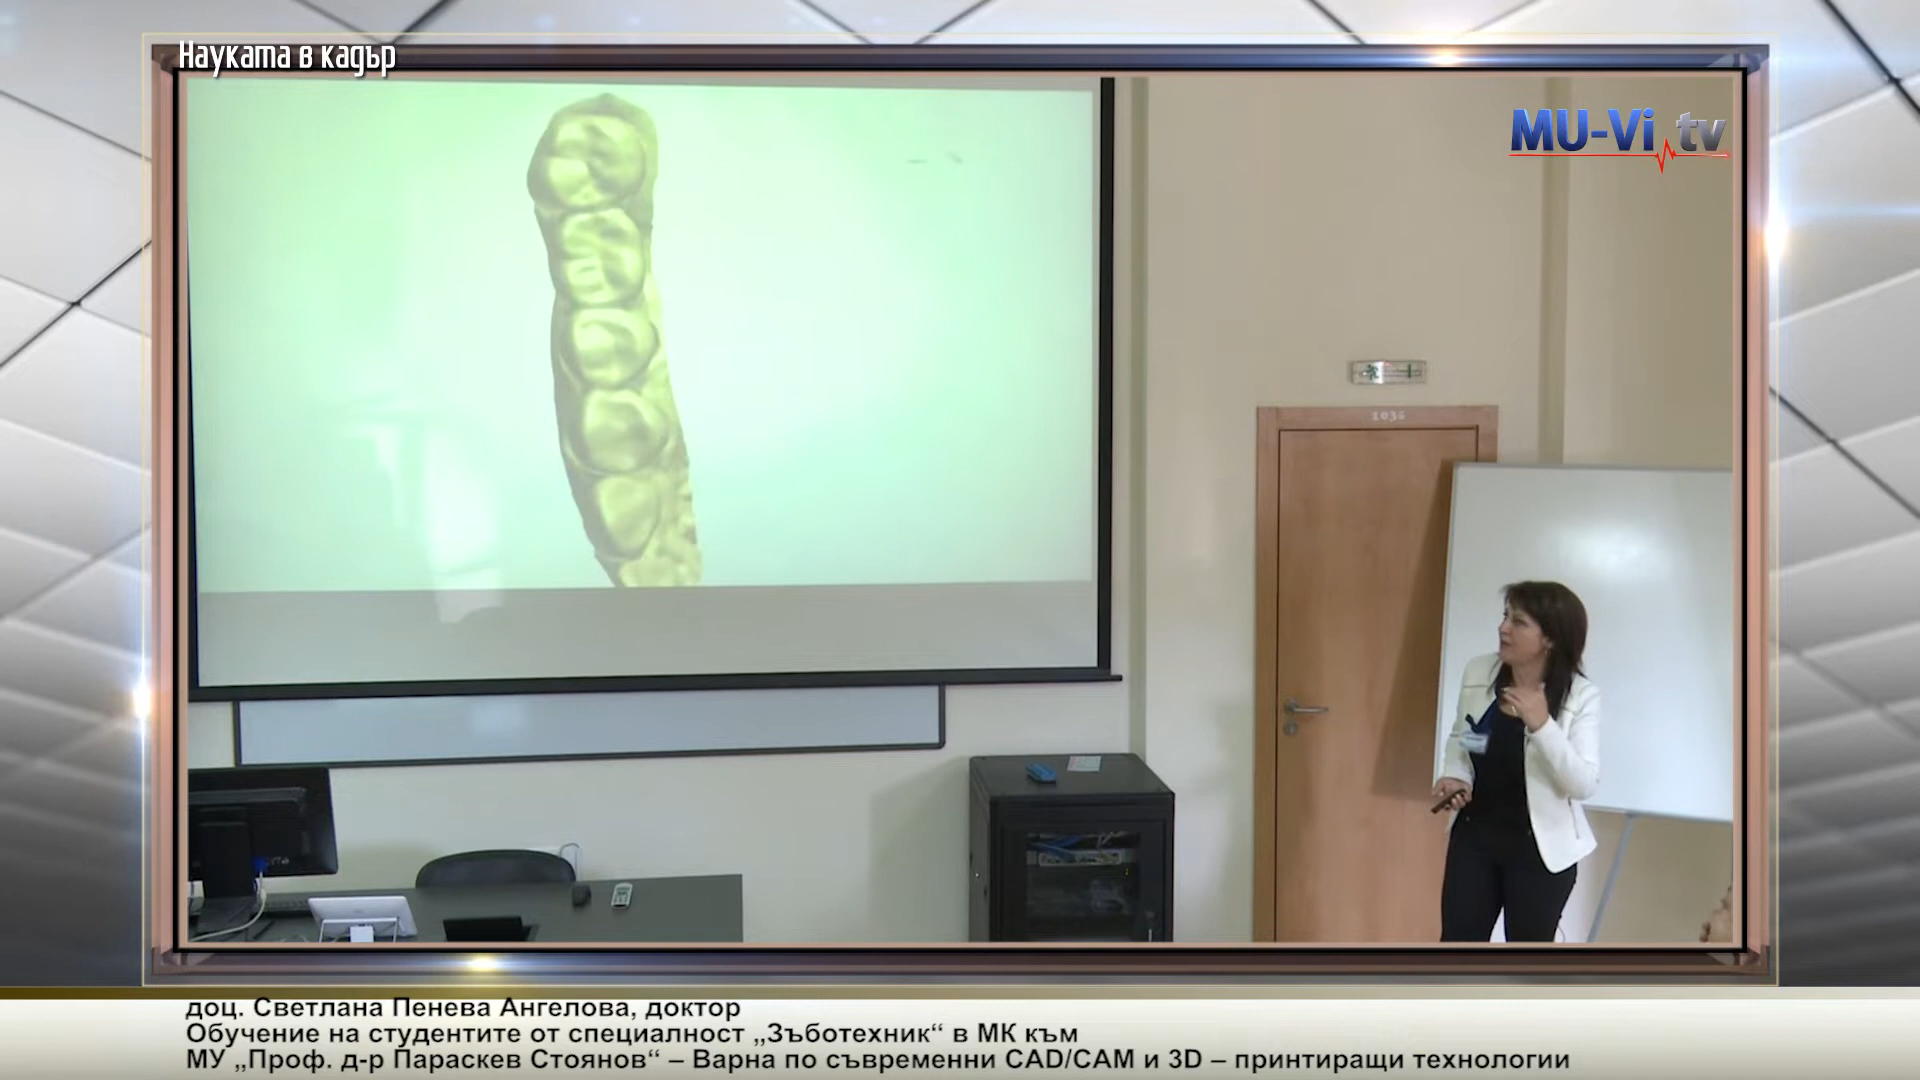 Науката в кадър
MU-Vi.tv
1036
доц. Светлана Пенева Ангелова, доктор
Обучение на студентите от специалност „Зъботехник“ в МК към
МУ „Проф. д-р Параскев Стоянов“ – Варна по съвременни CAD/CAM и 3D – принтиращи технологии